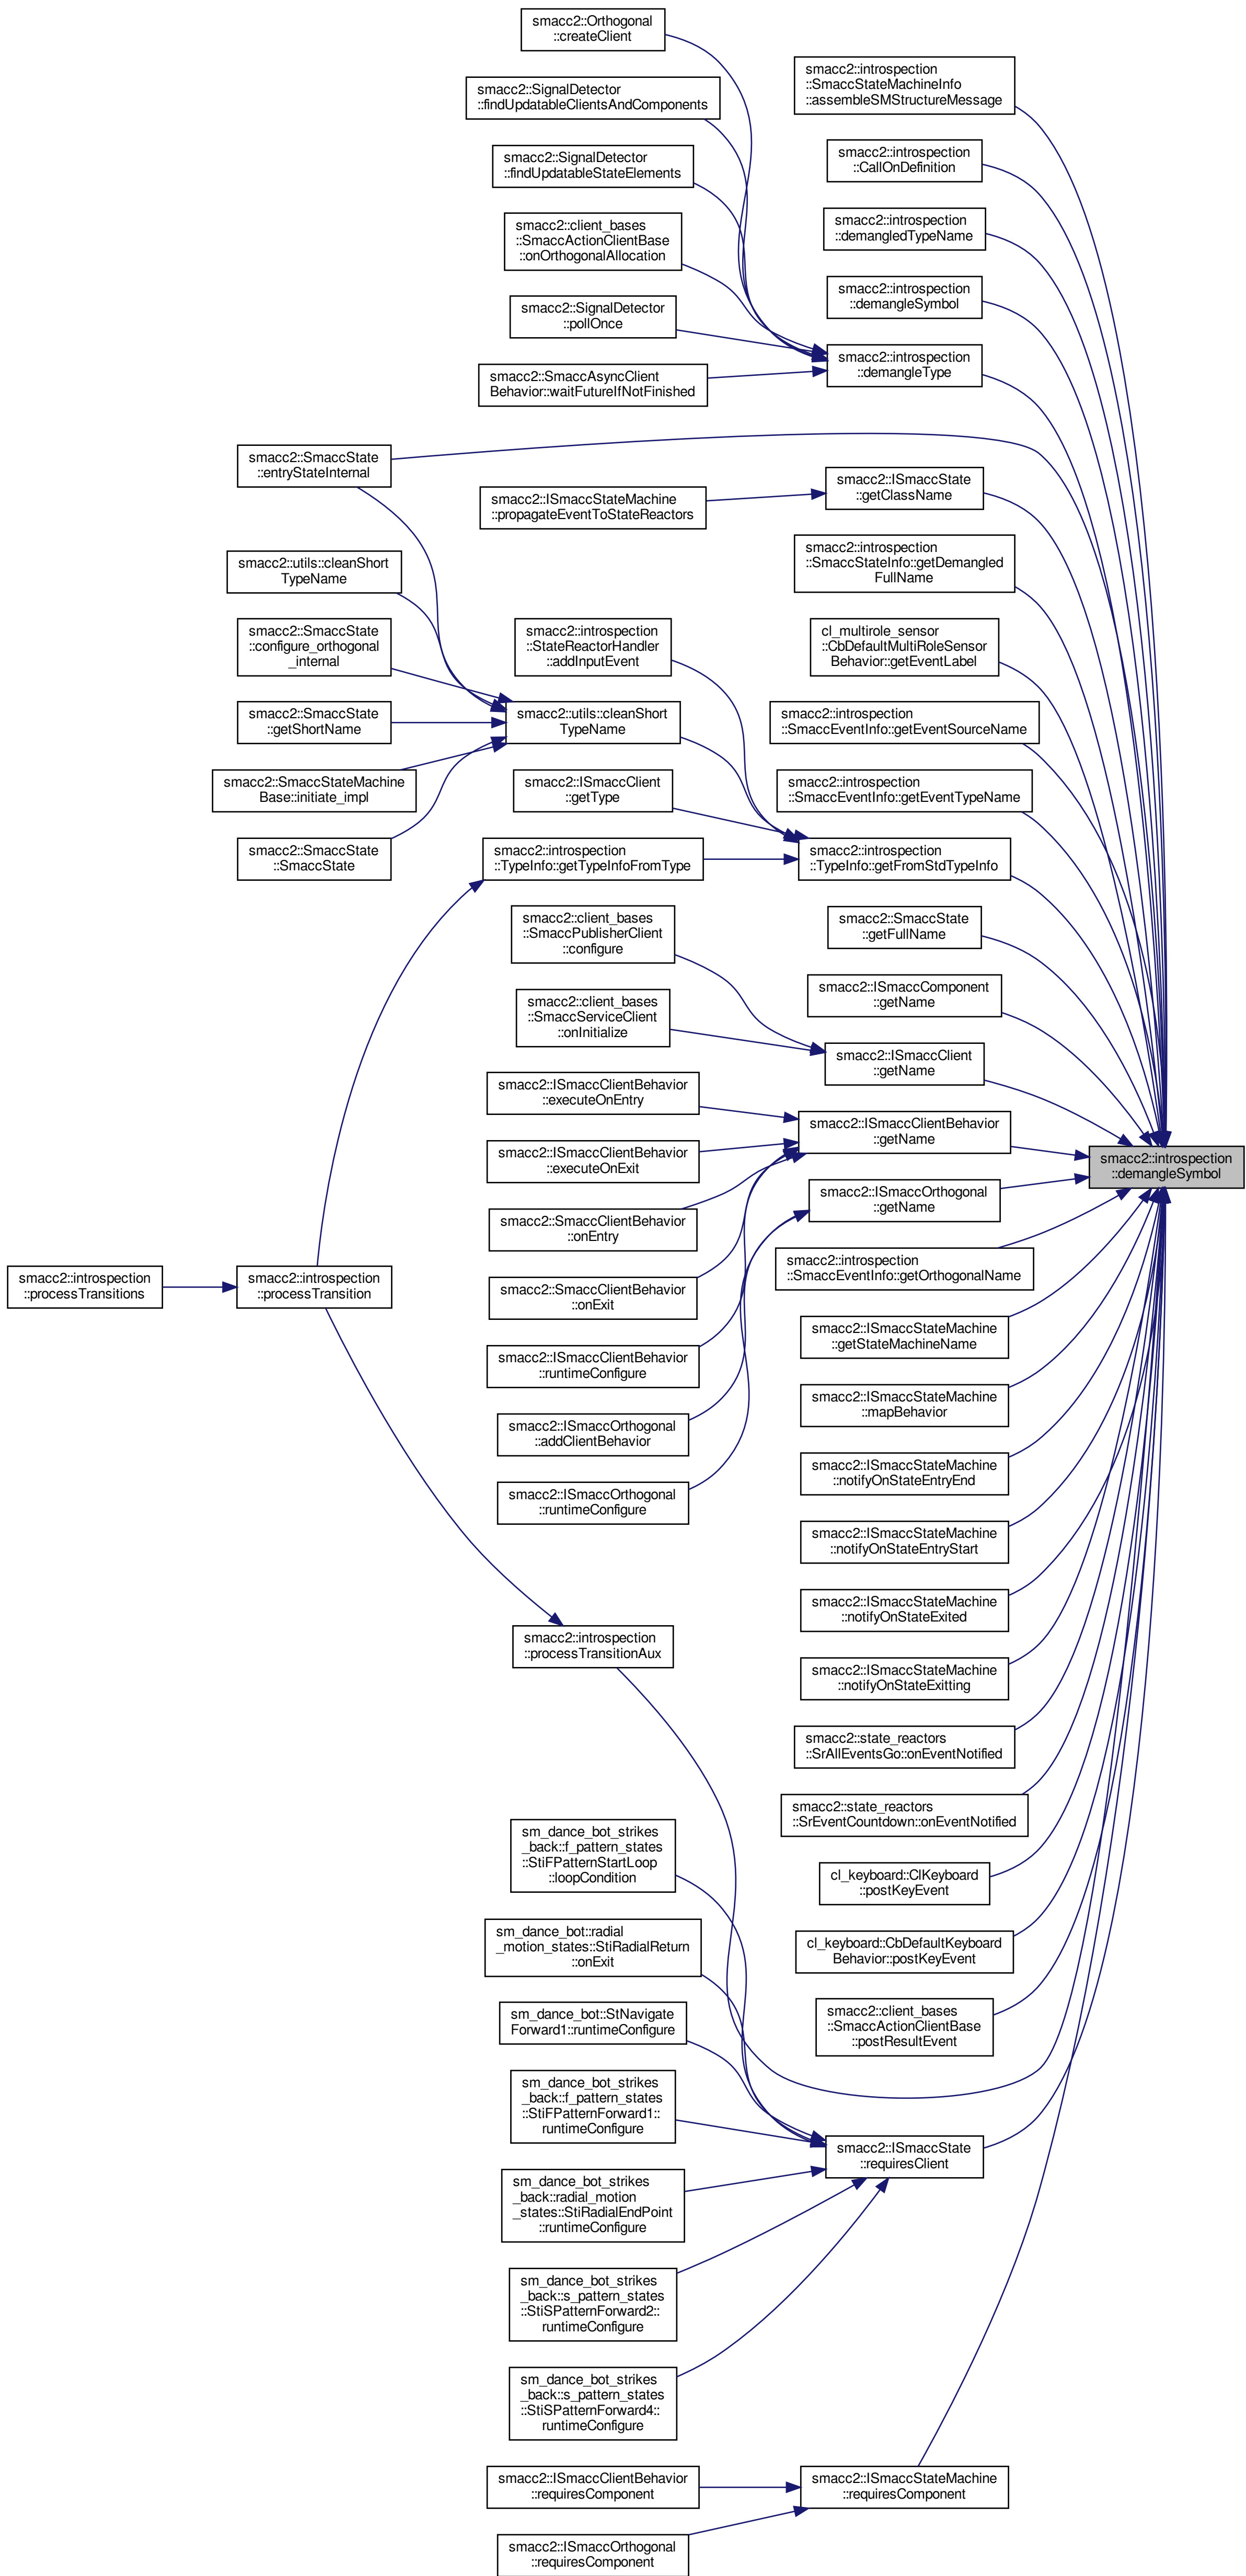 smacc2::Orthogonal
::createClient
smacc2::SignalDetector
::findUpdatableClientsAndComponents
smacc2::SignalDetector
::findUpdatableStateElements
smacc2::client_bases
::SmaccActionClientBase
::onOrthogonalAllocation
smacc2::SignalDetector
::pollOnce
smacc2::SmaccAsyncClient
Behavior::waitFutureIfNotFinished
smacc2::introspection
::SmaccStateMachineInfo
::assembleSMStructureMessage
smacc2::introspection
::CallOnDefinition
smacc2::introspection
::demangledTypeName
smacc2::introspection
::demangleSymbol
smacc2::introspection
::demangleType
smacc2::SmaccState
::entryStateInternal
smacc2::ISmaccStateMachine
::propagateEventToStateReactors
smacc2::ISmaccState
::getClassName
smacc2::introspection
::SmaccStateInfo::getDemangled
FullName
smacc2::utils::cleanShort
TypeName
smacc2::SmaccState
::configure_orthogonal
_internal
smacc2::introspection
::StateReactorHandler
::addInputEvent
cl_multirole_sensor
::CbDefaultMultiRoleSensor
Behavior::getEventLabel
smacc2::SmaccState
::getShortName
smacc2::utils::cleanShort
TypeName
smacc2::introspection
::SmaccEventInfo::getEventSourceName
smacc2::SmaccStateMachine
Base::initiate_impl
smacc2::ISmaccClient
::getType
smacc2::introspection
::SmaccEventInfo::getEventTypeName
smacc2::SmaccState
::SmaccState
smacc2::introspection
::TypeInfo::getTypeInfoFromType
smacc2::introspection
::TypeInfo::getFromStdTypeInfo
smacc2::client_bases
::SmaccPublisherClient
::configure
smacc2::SmaccState
::getFullName
smacc2::client_bases
::SmaccServiceClient
::onInitialize
smacc2::ISmaccComponent
::getName
smacc2::ISmaccClient
::getName
smacc2::ISmaccClientBehavior
::executeOnEntry
smacc2::ISmaccClientBehavior
::getName
smacc2::ISmaccClientBehavior
::executeOnExit
smacc2::introspection
::demangleSymbol
smacc2::SmaccClientBehavior
::onEntry
smacc2::ISmaccOrthogonal
::getName
smacc2::introspection
::SmaccEventInfo::getOrthogonalName
smacc2::introspection
::processTransitions
smacc2::introspection
::processTransition
smacc2::SmaccClientBehavior
::onExit
smacc2::ISmaccStateMachine
::getStateMachineName
smacc2::ISmaccClientBehavior
::runtimeConfigure
smacc2::ISmaccStateMachine
::mapBehavior
smacc2::ISmaccOrthogonal
::addClientBehavior
smacc2::ISmaccStateMachine
::notifyOnStateEntryEnd
smacc2::ISmaccOrthogonal
::runtimeConfigure
smacc2::ISmaccStateMachine
::notifyOnStateEntryStart
smacc2::ISmaccStateMachine
::notifyOnStateExited
smacc2::introspection
::processTransitionAux
smacc2::ISmaccStateMachine
::notifyOnStateExitting
smacc2::state_reactors
::SrAllEventsGo::onEventNotified
smacc2::state_reactors
::SrEventCountdown::onEventNotified
sm_dance_bot_strikes
_back::f_pattern_states
::StiFPatternStartLoop
::loopCondition
cl_keyboard::ClKeyboard
::postKeyEvent
sm_dance_bot::radial
_motion_states::StiRadialReturn
::onExit
cl_keyboard::CbDefaultKeyboard
Behavior::postKeyEvent
sm_dance_bot::StNavigate
Forward1::runtimeConfigure
smacc2::client_bases
::SmaccActionClientBase
::postResultEvent
sm_dance_bot_strikes
_back::f_pattern_states
::StiFPatternForward1::
runtimeConfigure
smacc2::ISmaccState
::requiresClient
sm_dance_bot_strikes
_back::radial_motion
_states::StiRadialEndPoint
::runtimeConfigure
sm_dance_bot_strikes
_back::s_pattern_states
::StiSPatternForward2::
runtimeConfigure
sm_dance_bot_strikes
_back::s_pattern_states
::StiSPatternForward4::
runtimeConfigure
smacc2::ISmaccClientBehavior
::requiresComponent
smacc2::ISmaccStateMachine
::requiresComponent
smacc2::ISmaccOrthogonal
::requiresComponent